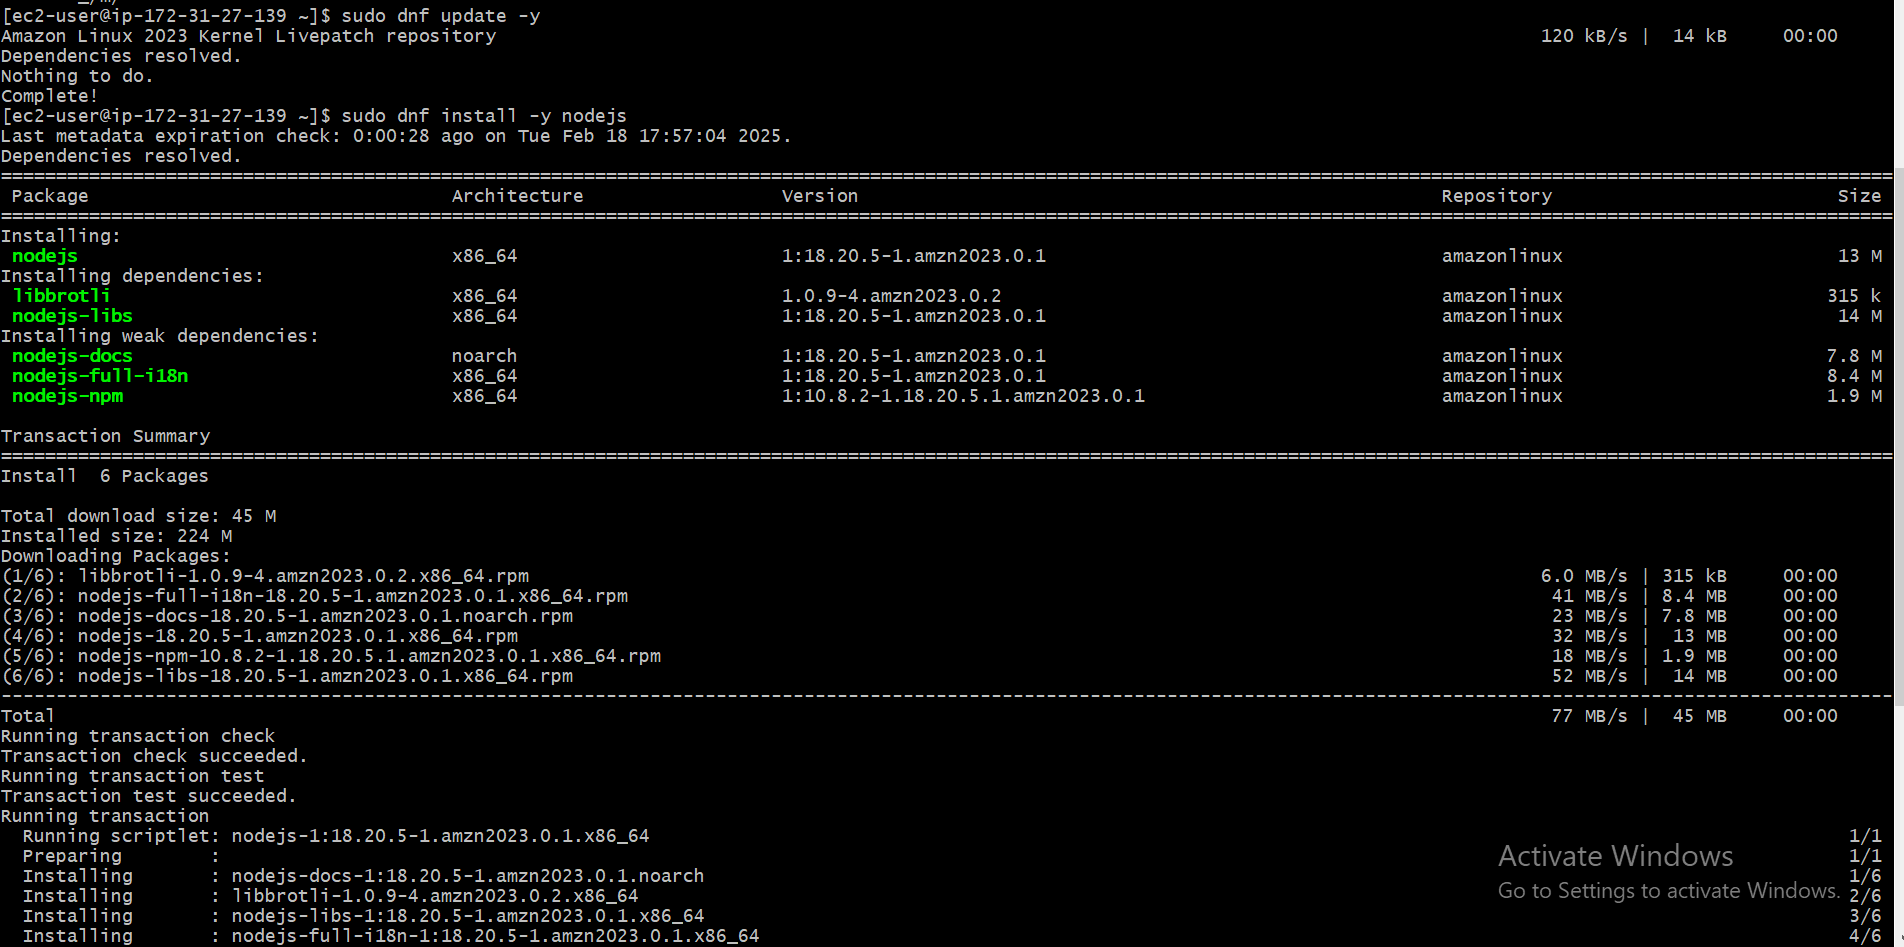 [ec2-user@ip-172-31-27-139 ~]$ sudo dnf update -y
Amazon Linux 2023 Kernel Livepatch repository 120 kB/s | 14 kB 00:00
Dependencies resolved.
Nothing to do.
Complete!
[ec2-user@ip-172-31-27-139 ~]$ sudo dnf install -y nodejs
Last metadata expiration check: 0:00:28 ago on Tue Feb 18 17:57:04 2025.
Dependencies resolved.
Package Architecture Version Repository Size
Installing:
nodejs x86_64 1:18.20.5-1.amzn2023.0.1 amazonlinux 13 M
Installing dependencies:
libbrotli x86_64 1.0.9-4.amzn2023.0.2 amazonlinux 315 k
nodejs-libs x86_64 1:18.20.5-1.amzn2023.0.1 amazonlinux 14 M
Installing weak dependencies:
nodejs-docs noarch 1:18.20.5-1.amzn2023.0.1 amazonlinux 7.8 M
nodejs-full-i18n x86_64 1:18.20.5-1.amzn2023.0.1 amazonlinux 8.4 M
nodejs-npm x86_64 1:10.8.2-1.18.20.5.1.amzn2023.0.1 amazonlinux 1.9 M
Transaction Summary
Install 6 Packages
Total download size: 45 M
Installed size: 224 M
Downloading Packages:
(1/6): libbrotli-1.0.9-4.amzn2023.0.2.x86_64.rpm 6.0 MB/s | 315 kB 00:00
(2/6): nodejs-full-i18n-18.20.5-1.amzn2023.0.1.x86_64.rpm 41 MB/s | 8.4 MB 00:00
(3/6): nodejs-docs-18.20.5-1.amzn2023.0.1.noarch.rpm 23 MB/s | 7.8 MB 00:00
(4/6): nodejs-18.20.5-1.amzn2023.0.1.x86_64.rpm 32 MB/s | 13 MB 00:00
(5/6): nodejs-npm-10.8.2-1.18.20.5.1.amzn2023.0.1.x86_64.rpm 18 MB/s | 1.9 MB 00:00
(6/6): nodejs-libs-18.20.5-1.amzn2023.0.1.x86_64.rpm 52 MB/s | 14 MB 00:00
Total 77 MB/s | 45 MB 00:00
Running transaction check
Transaction check succeeded.
Running transaction test
Transaction test succeeded.
Running transaction
Running scriptlet: nodejs-1:18.20.5-1.amzn2023.0.1.x86_64 1/1
Preparing : 1/1
Installing : nodejs-docs-1:18.20.5-1.amzn2023.0.1.noarch 1/6
Installing : libbrotli-1.0.9-4.amzn2023.0.2.x86_64 2/6
Installing : nodejs-libs-1:18.20.5-1.amzn2023.0.1.x86_64 3/6
Installing : nodejs-full-i18n-1:18.20.5-1.amzn2023.0.1.x86_64 4/6
Activate Windows
Go to Settings to activate Windows.